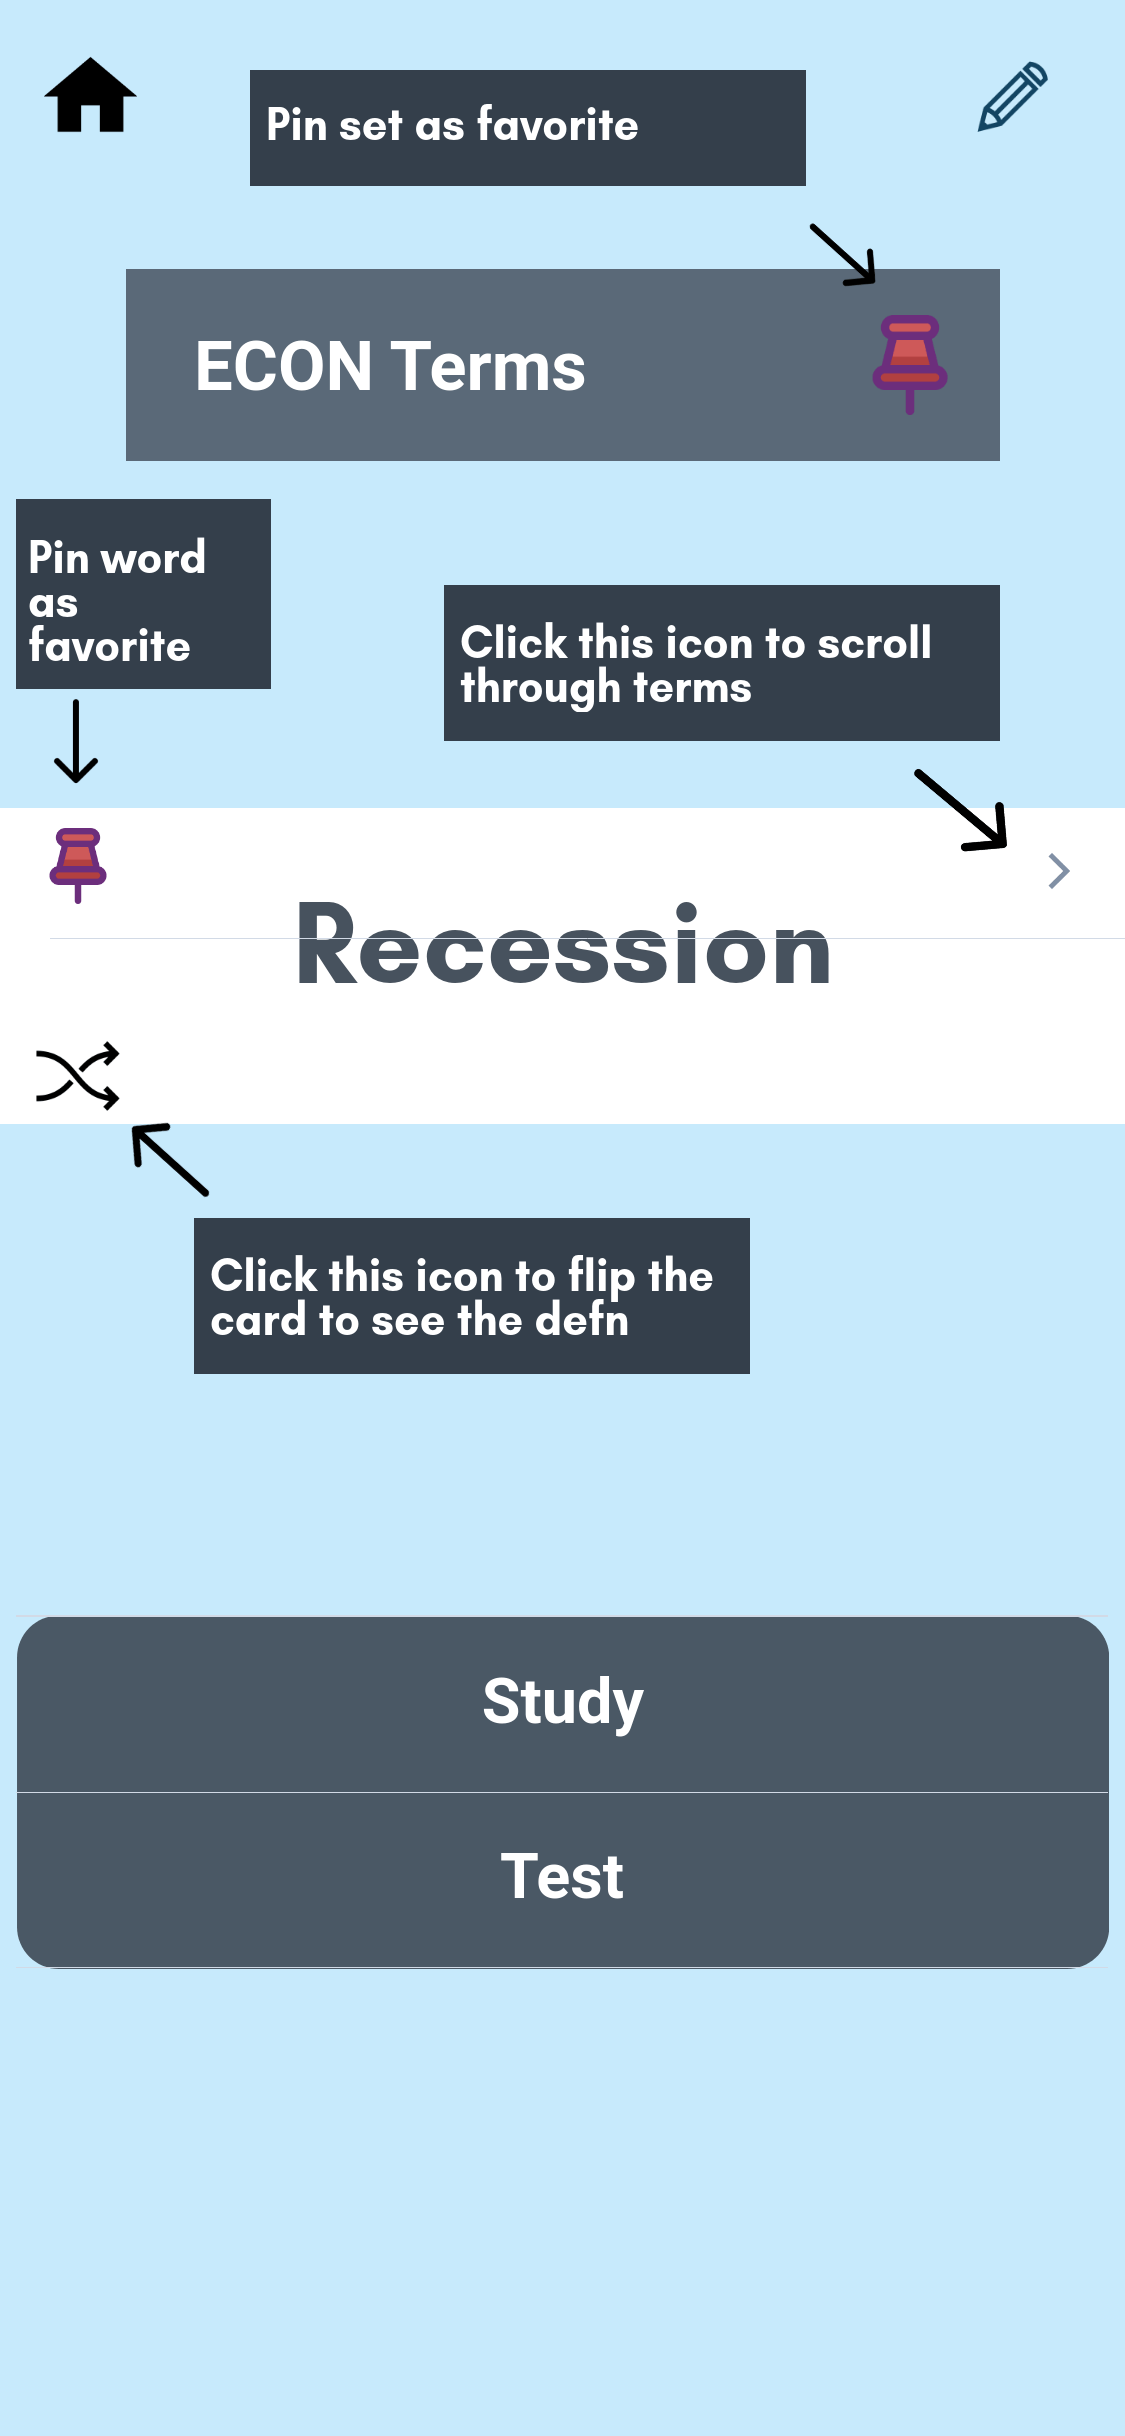 Pin set as favorite
ECON Terms
Pin word
as
favorite
Click this icon to scroll
through terms
Recession
Click this icon to flip the
card to see the defn
Study
Test